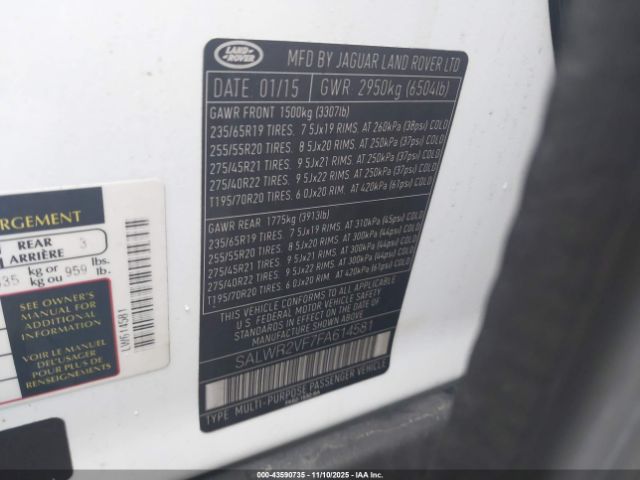 LAND-
ROVER
MFD BY JAGUAR LAND ROVER LTD
DATE 01/15 GWR 2950kg (6504lb)
GAWR FRONT 1500kg (3307lb)
235/65R19 TIRES. 7 5Jx19 RIMS. AT 260kPa (38psi) COLD
255/55R20 TIRES. 8 5Jx20 RIMS. AT 250kPa (37psi) COLD
275/45R21 TIRES. 9 5Jx21 RIMS. AT 250kPa (37psi) COLD
275/40R22 TIRES. 9 5Jx22 RIMS. AT 250kPa (37psi) COLD
T195/70R20 TIRES. 6 0Jx20 RIM. AT 420kPa (61psi) COLD
GAWR REAR 1775kg (3913lb)
235/65R19 TIRES. 7 5Jx19 RIMS. AT 310kPa (45psi) COLD
255/55R20 TIRES. 8 5Jx20 RIMS. AT 300kPa (44psi) COLD
275/45R21 TIRES. 9 5Jx21 RIMS. AT 300kPa (44psi) COLD
275/40R22 TIRES. 9 5Jx22 RIMS. AT 300kPa (44psi) COLD
T195/70R20 TIRES. 6 0Jx20 RIM. AT 420kPa (61psi) COLD
THIS VEHICLE CONFORMS TO ALL APPLICABLE
U.S. FEDERAL MOTOR VEHICLE SAFETY
STANDARDS IN EFFECT ON THE DATE OF
MANUFACTURE SHOWN ABOVE.
SALWR2VF7FA614581
TYPE MULTI-PURPOSE PASSENGER VEHICLE
RGEMENT
REAR 3
ARRIÈRE
35 kg or 959 lbs.
kg ou lb.
SEE OWNER'S
MANUAL FOR
ADDITIONAL
INFORMATION
VOIR LE MANUEL
DE L'USAGER
POUR PLUS DE
RENSEIGNEMENTS
© 43590735 - 11/10/2025 - IAAI.COM